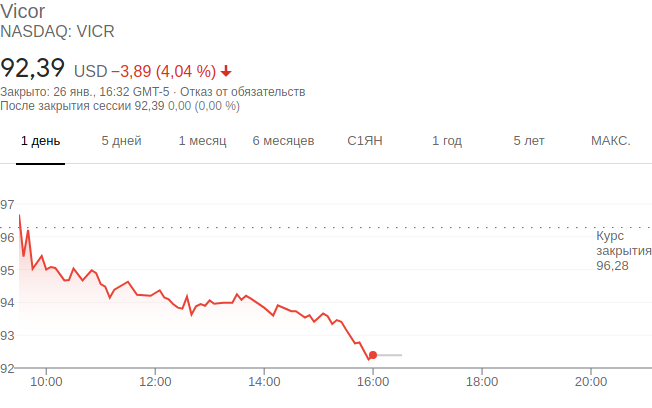 Vicor
NASDAQ: VICR
92,39 USD −3,89 (4,04 %)
Закрыто: 26 янв., 16:32 GMT-5 · Отказ от обязательств
После закрытия сессии 92,39 0,00 (0,00 %)
1 день 5 дней 1 месяц 6 месяцев С1ЯН 1 год 5 лет МАКС.
97
96
95
94
93
92
Курс
закрытия
96,28
10:00 12:00 14:00 16:00 18:00 20:00